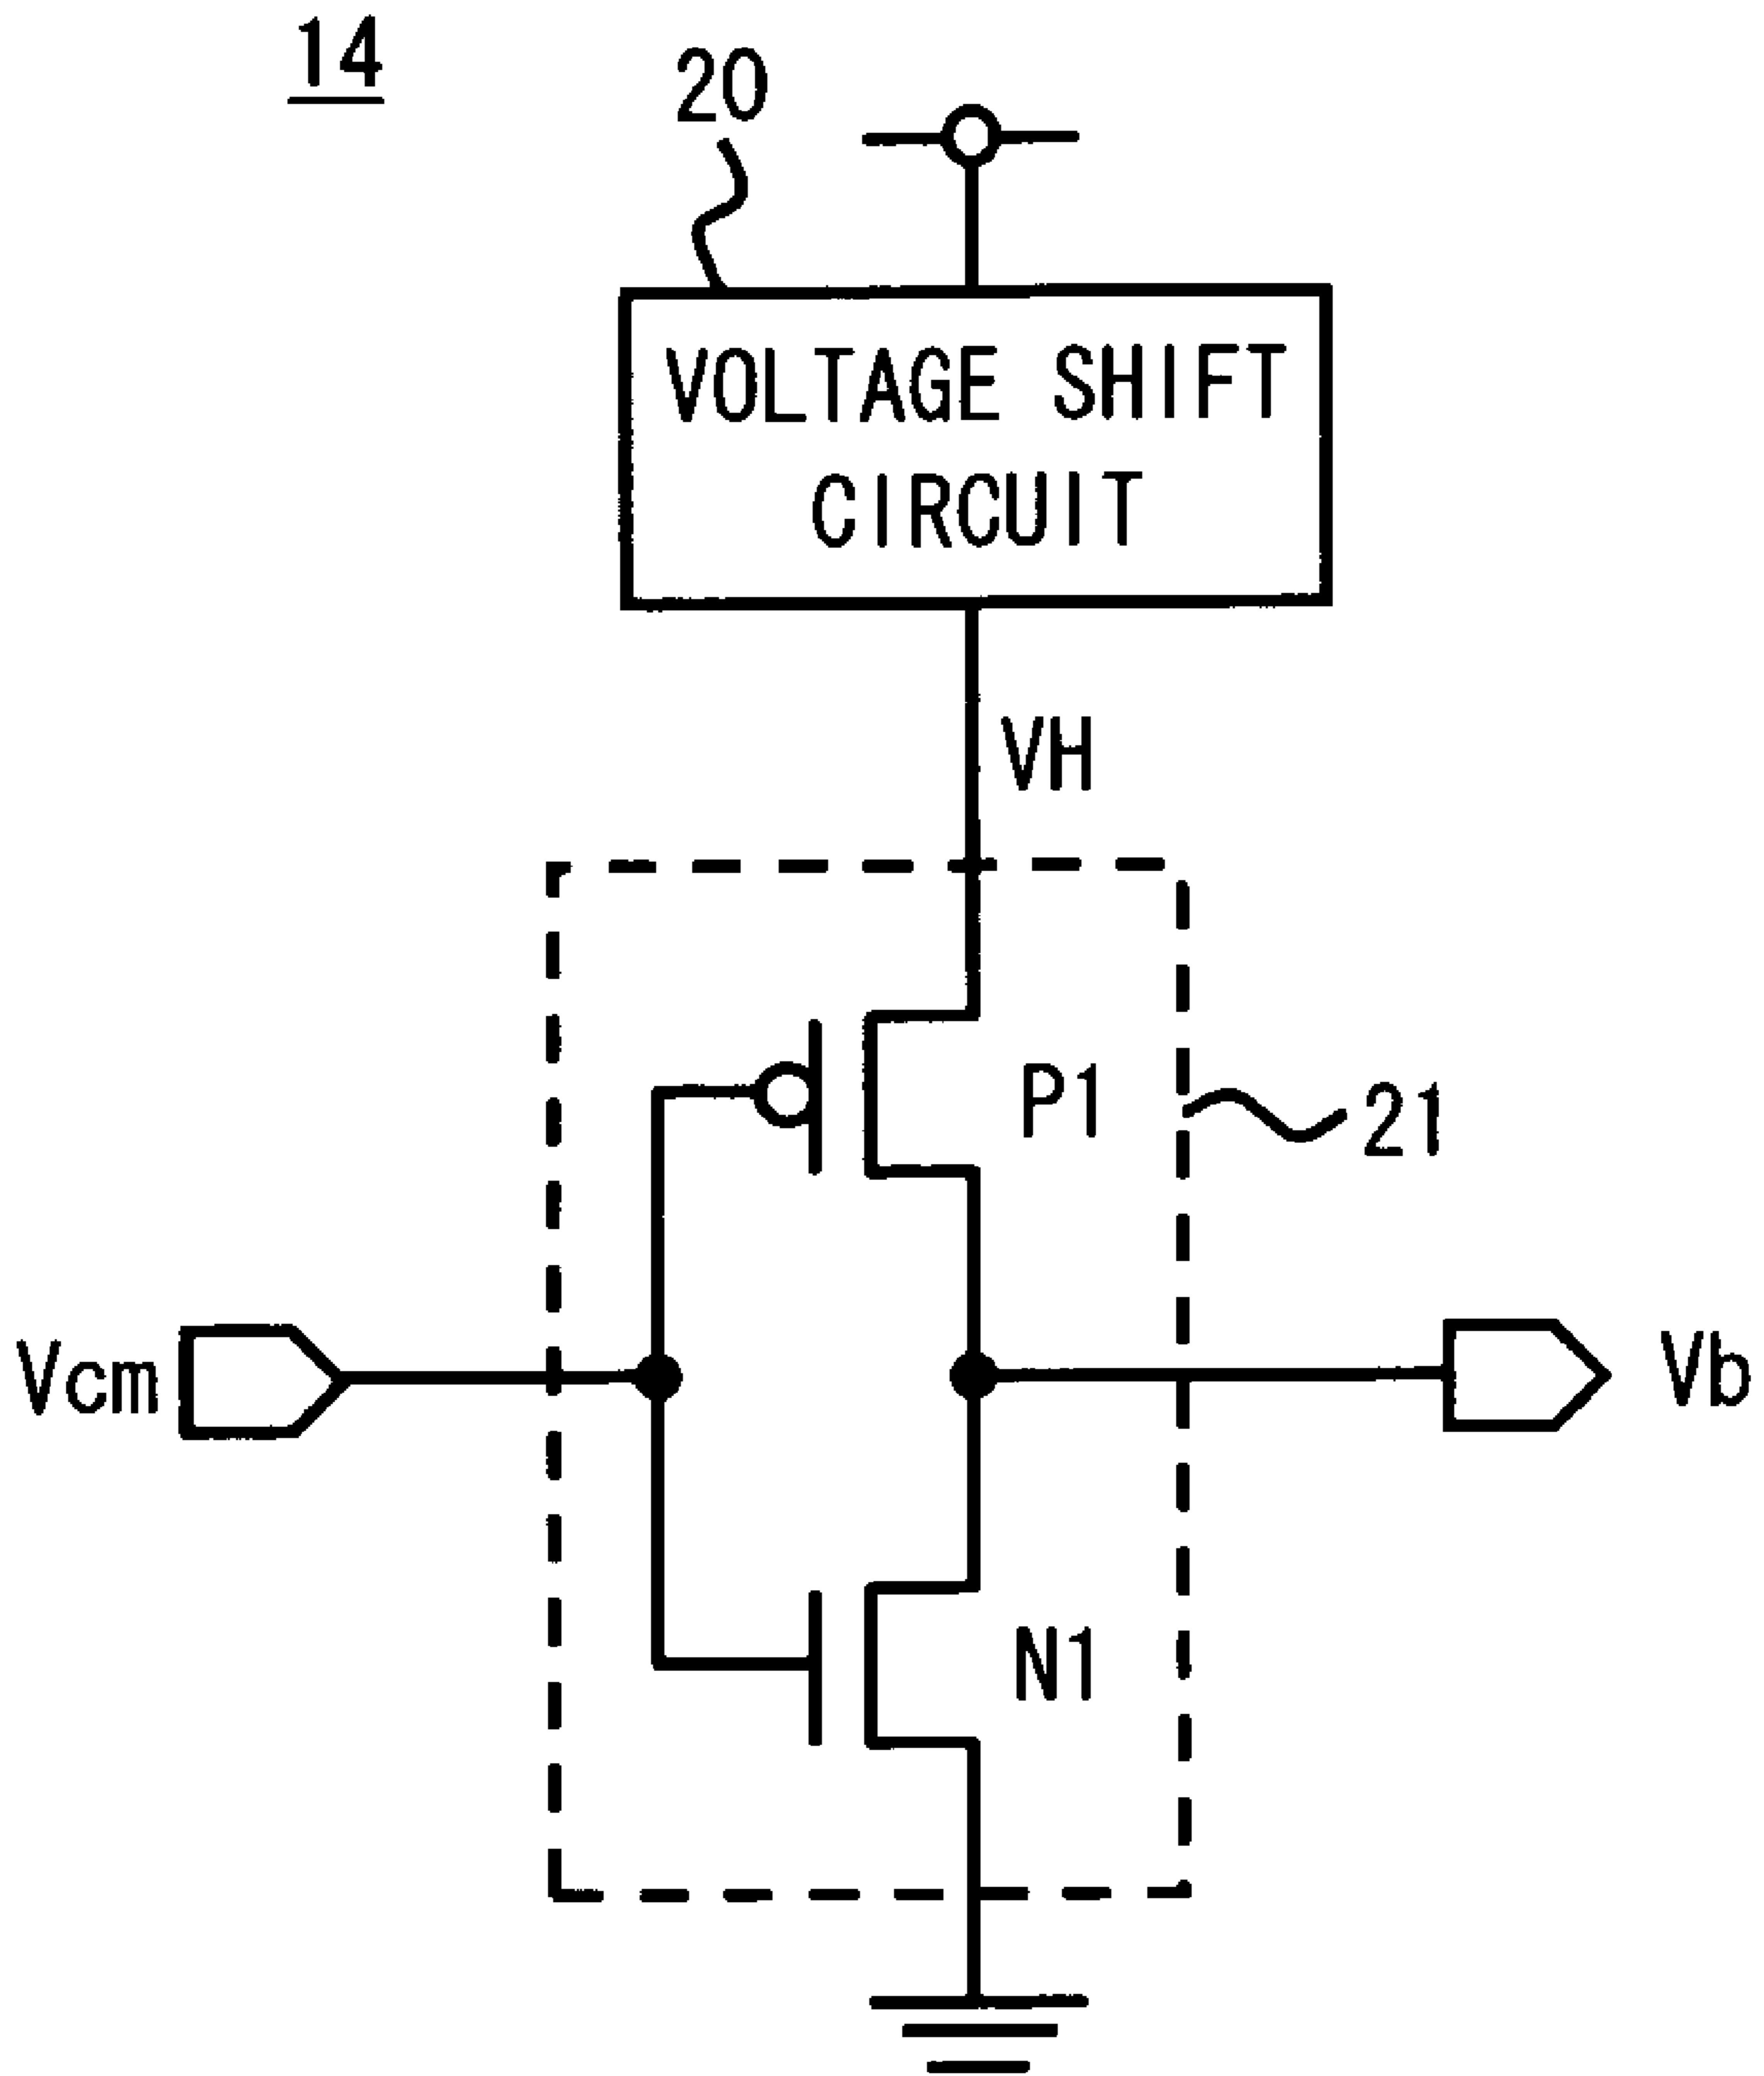 14
20
VOLTAGE SHIFT
CIRCUIT
VH
P1
21
Vcm
Vb
N1